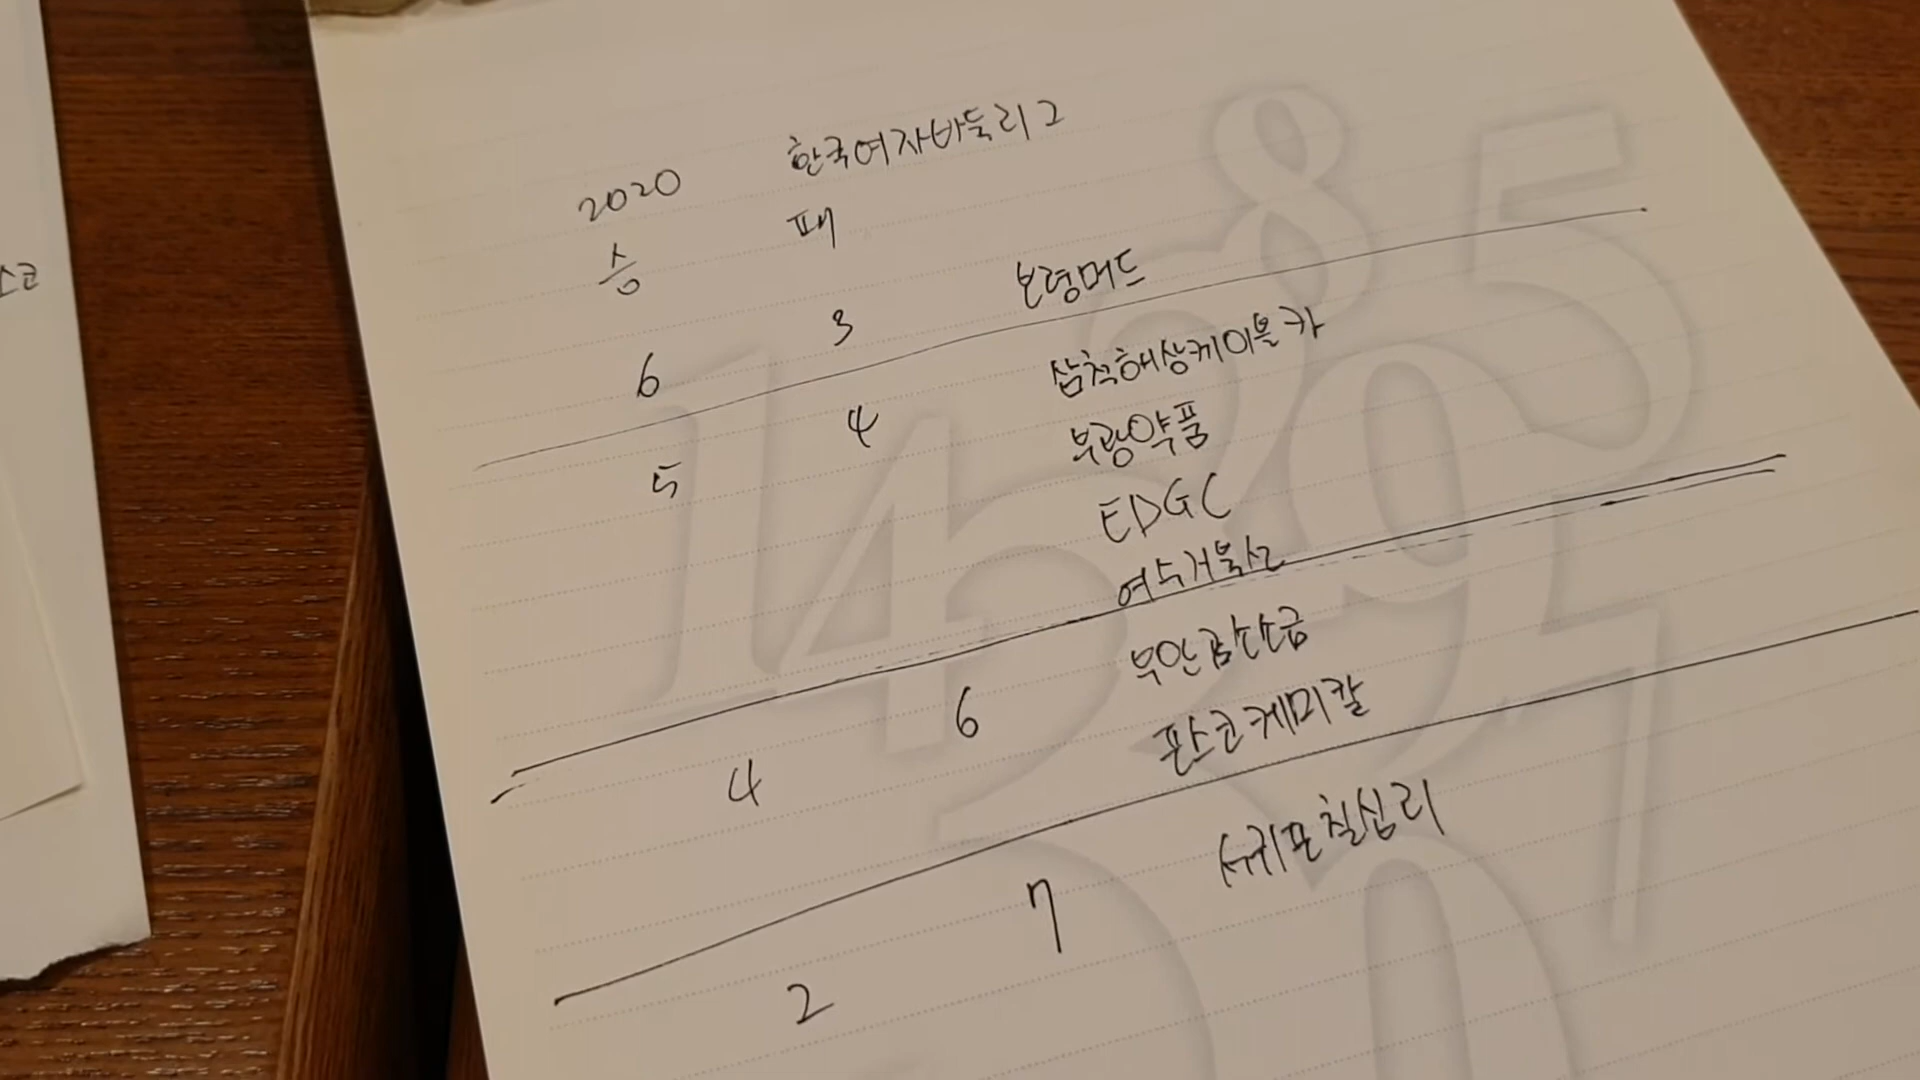 2020 한국여자바둑리그
승 패
6 3 보령머드
5 4 삼척해상케이블카
부광약품
EDGC
여수거북선
4 6 부안곰소소금
포스코케미칼
2 7 서귀포칠십리
스코